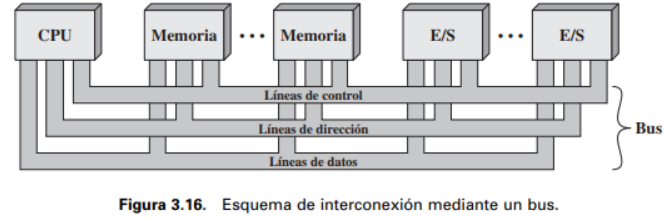 CPU
Memoria
• • •
Memoria
E/S
• • •
E/S
Líneas de control
Líneas de dirección
Bus
Líneas de datos
Figura 3.16. Esquema de interconexión mediante un bus.